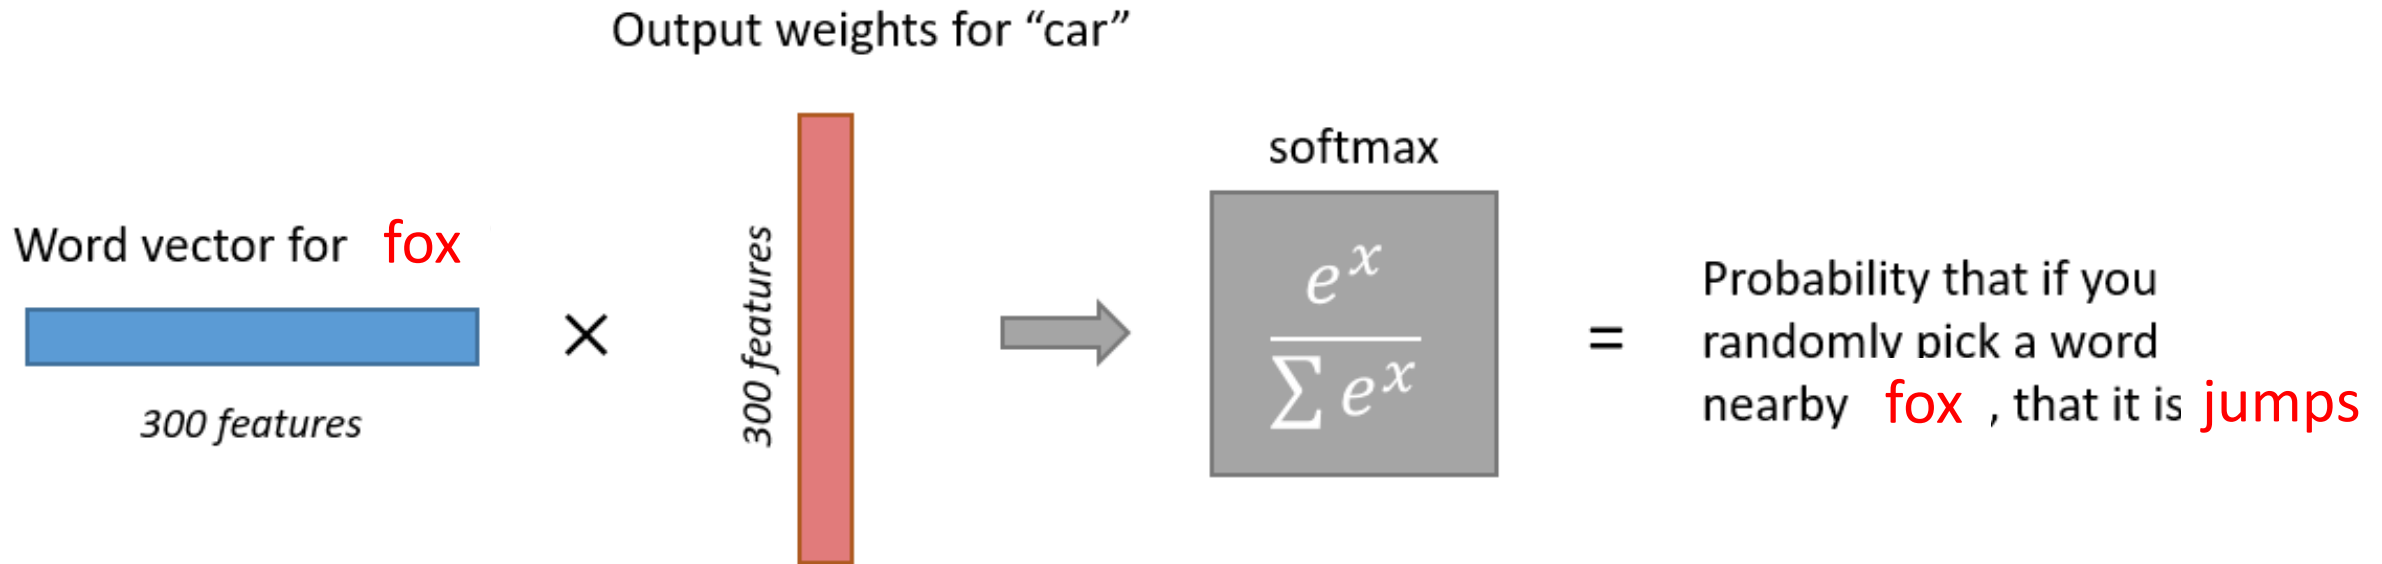 Output weights for “car”
softmax
Word vector for fox
300 features
×
300 features
e^x
∑ e^x
=
Probability that if you
randomly pick a word
nearby fox , that it is jumps